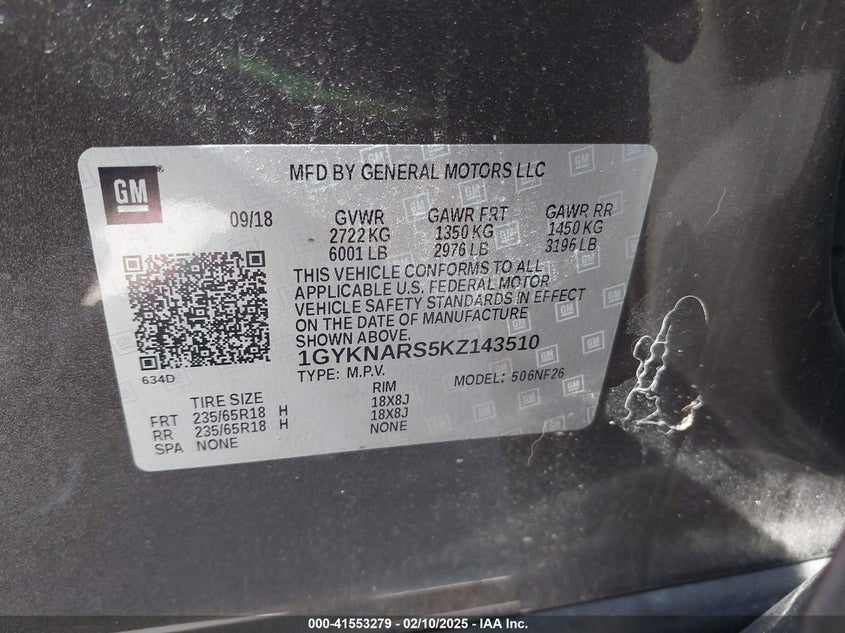 GM
MFD BY GENERAL MOTORS LLC
09/18
GVWR GAWR FRT GAWR RR
2722 KG 1350 KG 1450 KG
6001 LB 2976 LB 3196 LB
THIS VEHICLE CONFORMS TO ALL
APPLICABLE U.S. FEDERAL MOTOR
VEHICLE SAFETY STANDARDS IN EFFECT
ON THE DATE OF MANUFACTURE
SHOWN ABOVE.
1GYKNARS5KZ143510
634D
TYPE: M.P.V. MODEL: 506NF26
TIRE SIZE RIM
FRT 235/65R18 H 18X8J
RR 235/65R18 H 18X8J
SPA NONE NONE
000-41553279 - 02/10/2025 - IAA Inc.